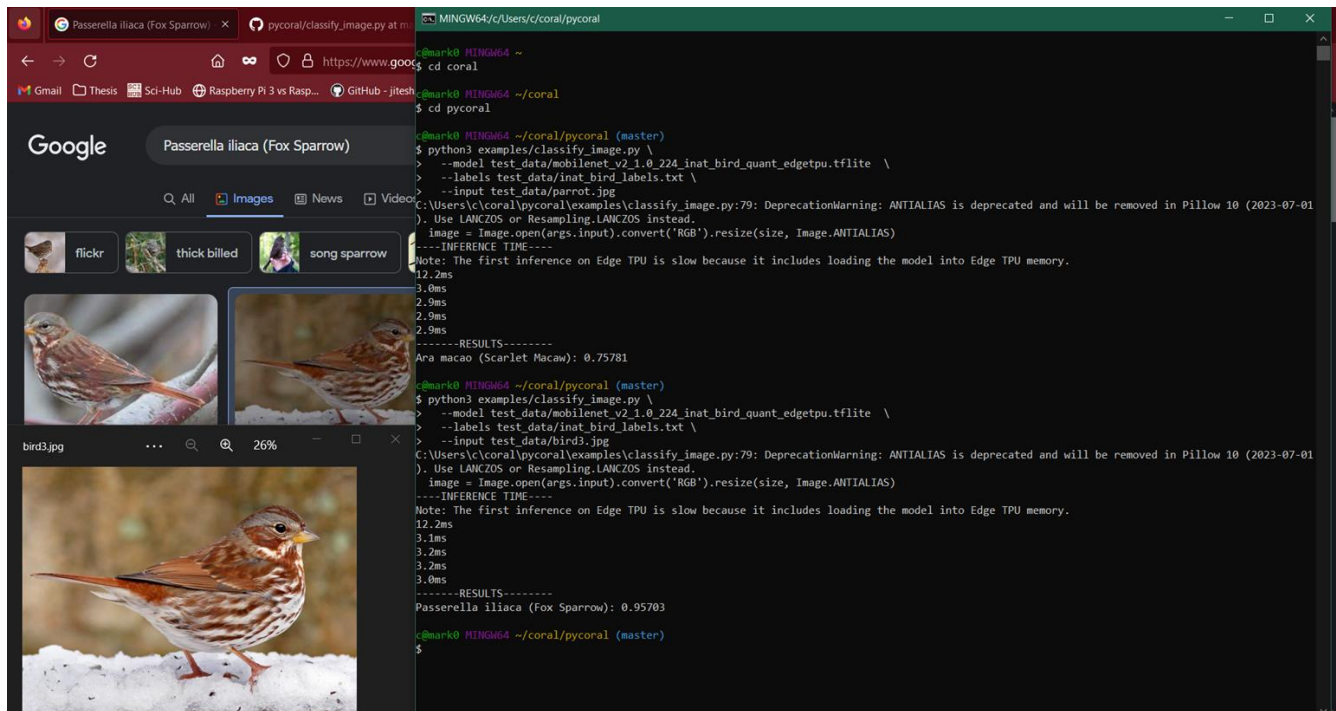 Passerella iliaca (Fox Sparrow)
pycoral/classify_image.py at m
https://www.goog
Gmail
Thesis
Sci-Hub
Raspberry Pi 3 vs Rasp...
GitHub - jitesh
Google
Passerella iliaca (Fox Sparrow)
All
Images
News
Videos
flickr
thick billed
song sparrow
bird3.jpg
26%
MINGW64:/c/Users/c/coral/pycoral
c@mark0 MINGW64 ~
$ cd coral
c@mark0 MINGW64 ~/coral
$ cd pycoral
c@mark0 MINGW64 ~/coral/pycoral (master)
$ python3 examples/classify_image.py \
>   --model test_data/mobilenet_v2_1.0_224_inat_bird_quant_edgetpu.tflite  \
>   --labels test_data/inat_bird_labels.txt \
>   --input test_data/parrot.jpg
C:\Users\c\coral\pycoral\examples\classify_image.py:79: DeprecationWarning: ANTIALIAS is deprecated and will be removed in Pillow 10 (2023-07-01
). Use LANCZOS or Resampling.LANCZOS instead.
  image = Image.open(args.input).convert('RGB').resize(size, Image.ANTIALIAS)
----INFERENCE TIME----
Note: The first inference on Edge TPU is slow because it includes loading the model into Edge TPU memory.
12.2ms
3.0ms
2.9ms
2.9ms
2.9ms
-------RESULTS--------
Ara macao (Scarlet Macaw): 0.75781
c@mark0 MINGW64 ~/coral/pycoral (master)
$ python3 examples/classify_image.py \
>   --model test_data/mobilenet_v2_1.0_224_inat_bird_quant_edgetpu.tflite  \
>   --labels test_data/inat_bird_labels.txt \
>   --input test_data/bird3.jpg
C:\Users\c\coral\pycoral\examples\classify_image.py:79: DeprecationWarning: ANTIALIAS is deprecated and will be removed in Pillow 10 (2023-07-01
). Use LANCZOS or Resampling.LANCZOS instead.
  image = Image.open(args.input).convert('RGB').resize(size, Image.ANTIALIAS)
----INFERENCE TIME----
Note: The first inference on Edge TPU is slow because it includes loading the model into Edge TPU memory.
12.2ms
3.1ms
3.2ms
3.2ms
3.0ms
-------RESULTS--------
Passerella iliaca (Fox Sparrow): 0.95703
c@mark0 MINGW64 ~/coral/pycoral (master)
$